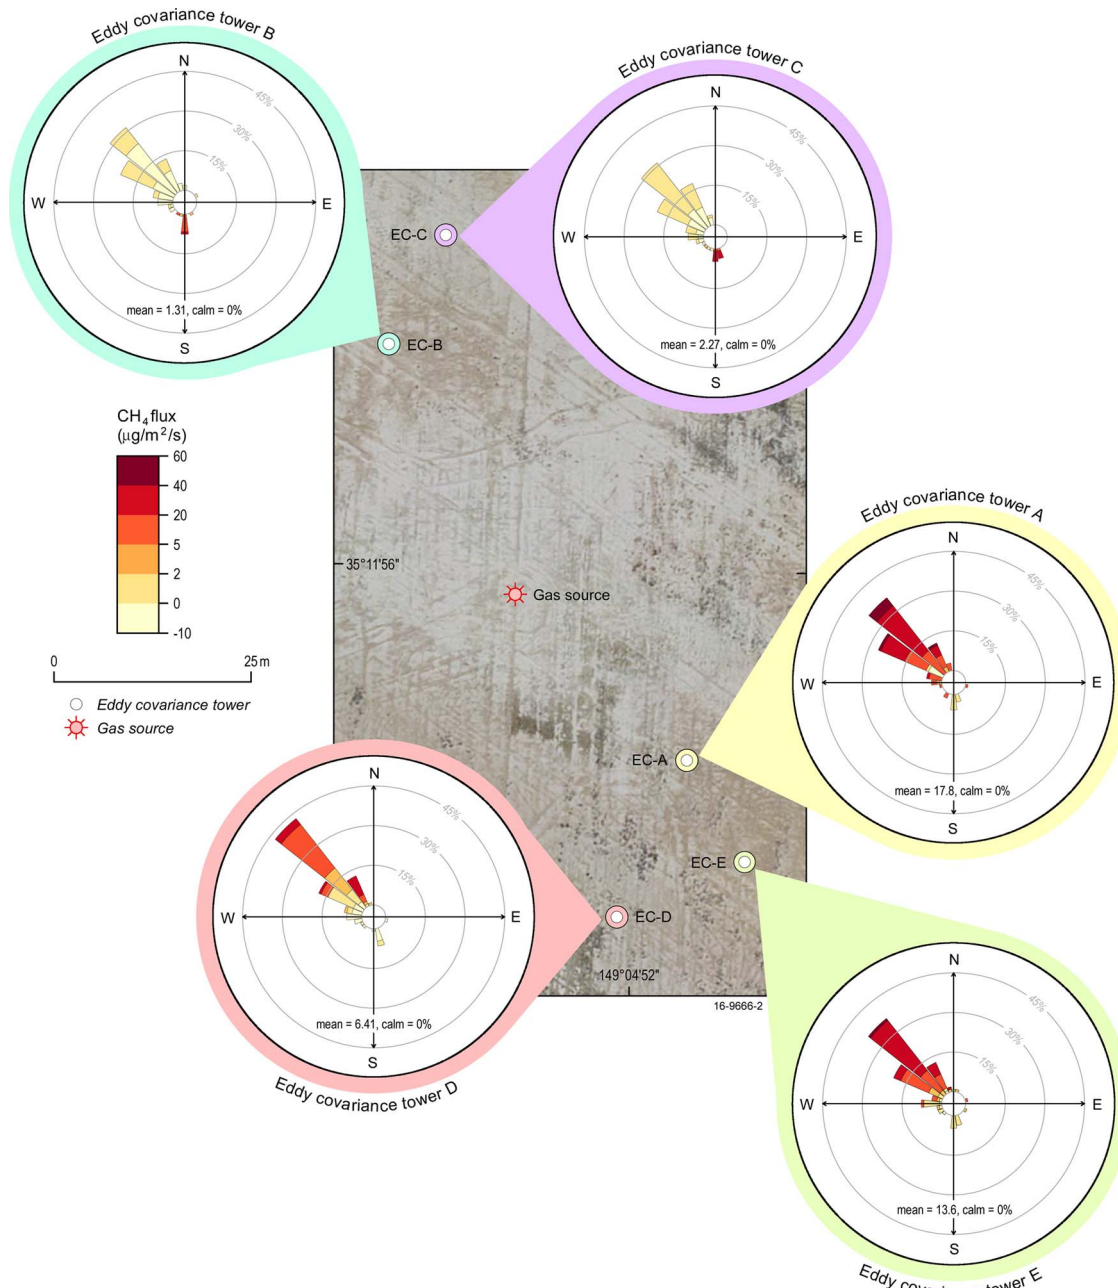 Eddy covariance tower B
N
45%
30%
15%
W
E
mean = 1.31, calm = 0%
S
Eddy covariance tower C
N
45%
30%
15%
W
E
mean = 2.27, calm = 0%
S
EC-C
EC-B
CH4 flux
(μg/m²/s)
60
40
20
5
2
0
-10
0
25 m
Eddy covariance tower
Gas source
35°11'56"
Gas source
Eddy covariance tower A
N
45%
30%
15%
W
E
mean = 17.8, calm = 0%
S
EC-A
EC-E
EC-D
149°04'52"
16-9666-2
N
45%
30%
15%
W
E
mean = 6.41, calm = 0%
S
Eddy covariance tower D
N
45%
30%
15%
W
E
mean = 13.6, calm = 0%
S
Eddy covariance tower E